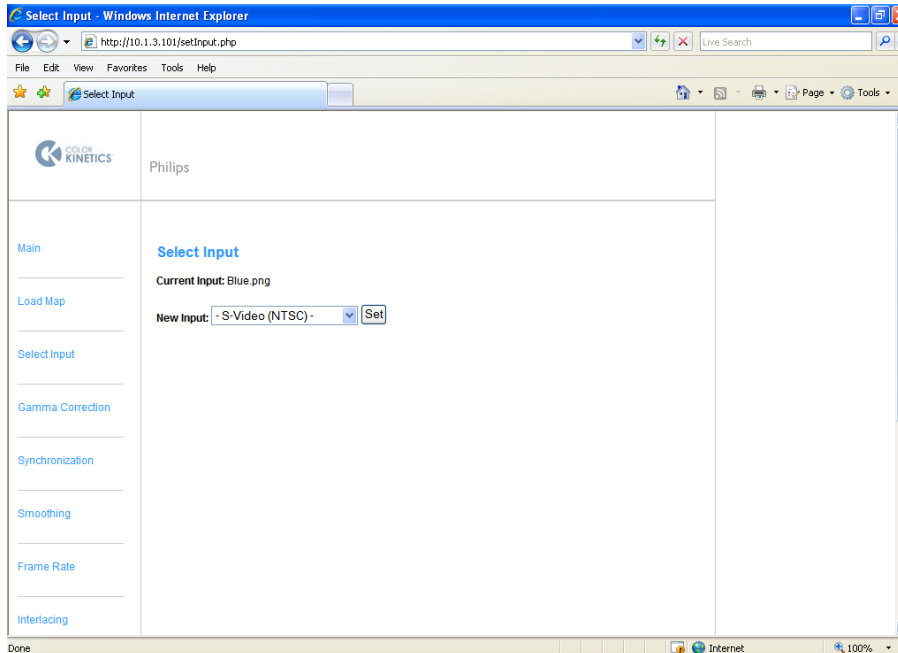 Select Input - Windows Internet Explorer
http://10.1.3.101/setInput.php
Live Search
File Edit View Favorites Tools Help
Select Input
Page Tools
COLOR KINETICS
Philips
Main
Load Map
Select Input
Gamma Correction
Synchronization
Smoothing
Frame Rate
Interlacing
Select Input
Current Input: Blue.png
New Input: - S-Video (NTSC) - Set
Done Internet 100%